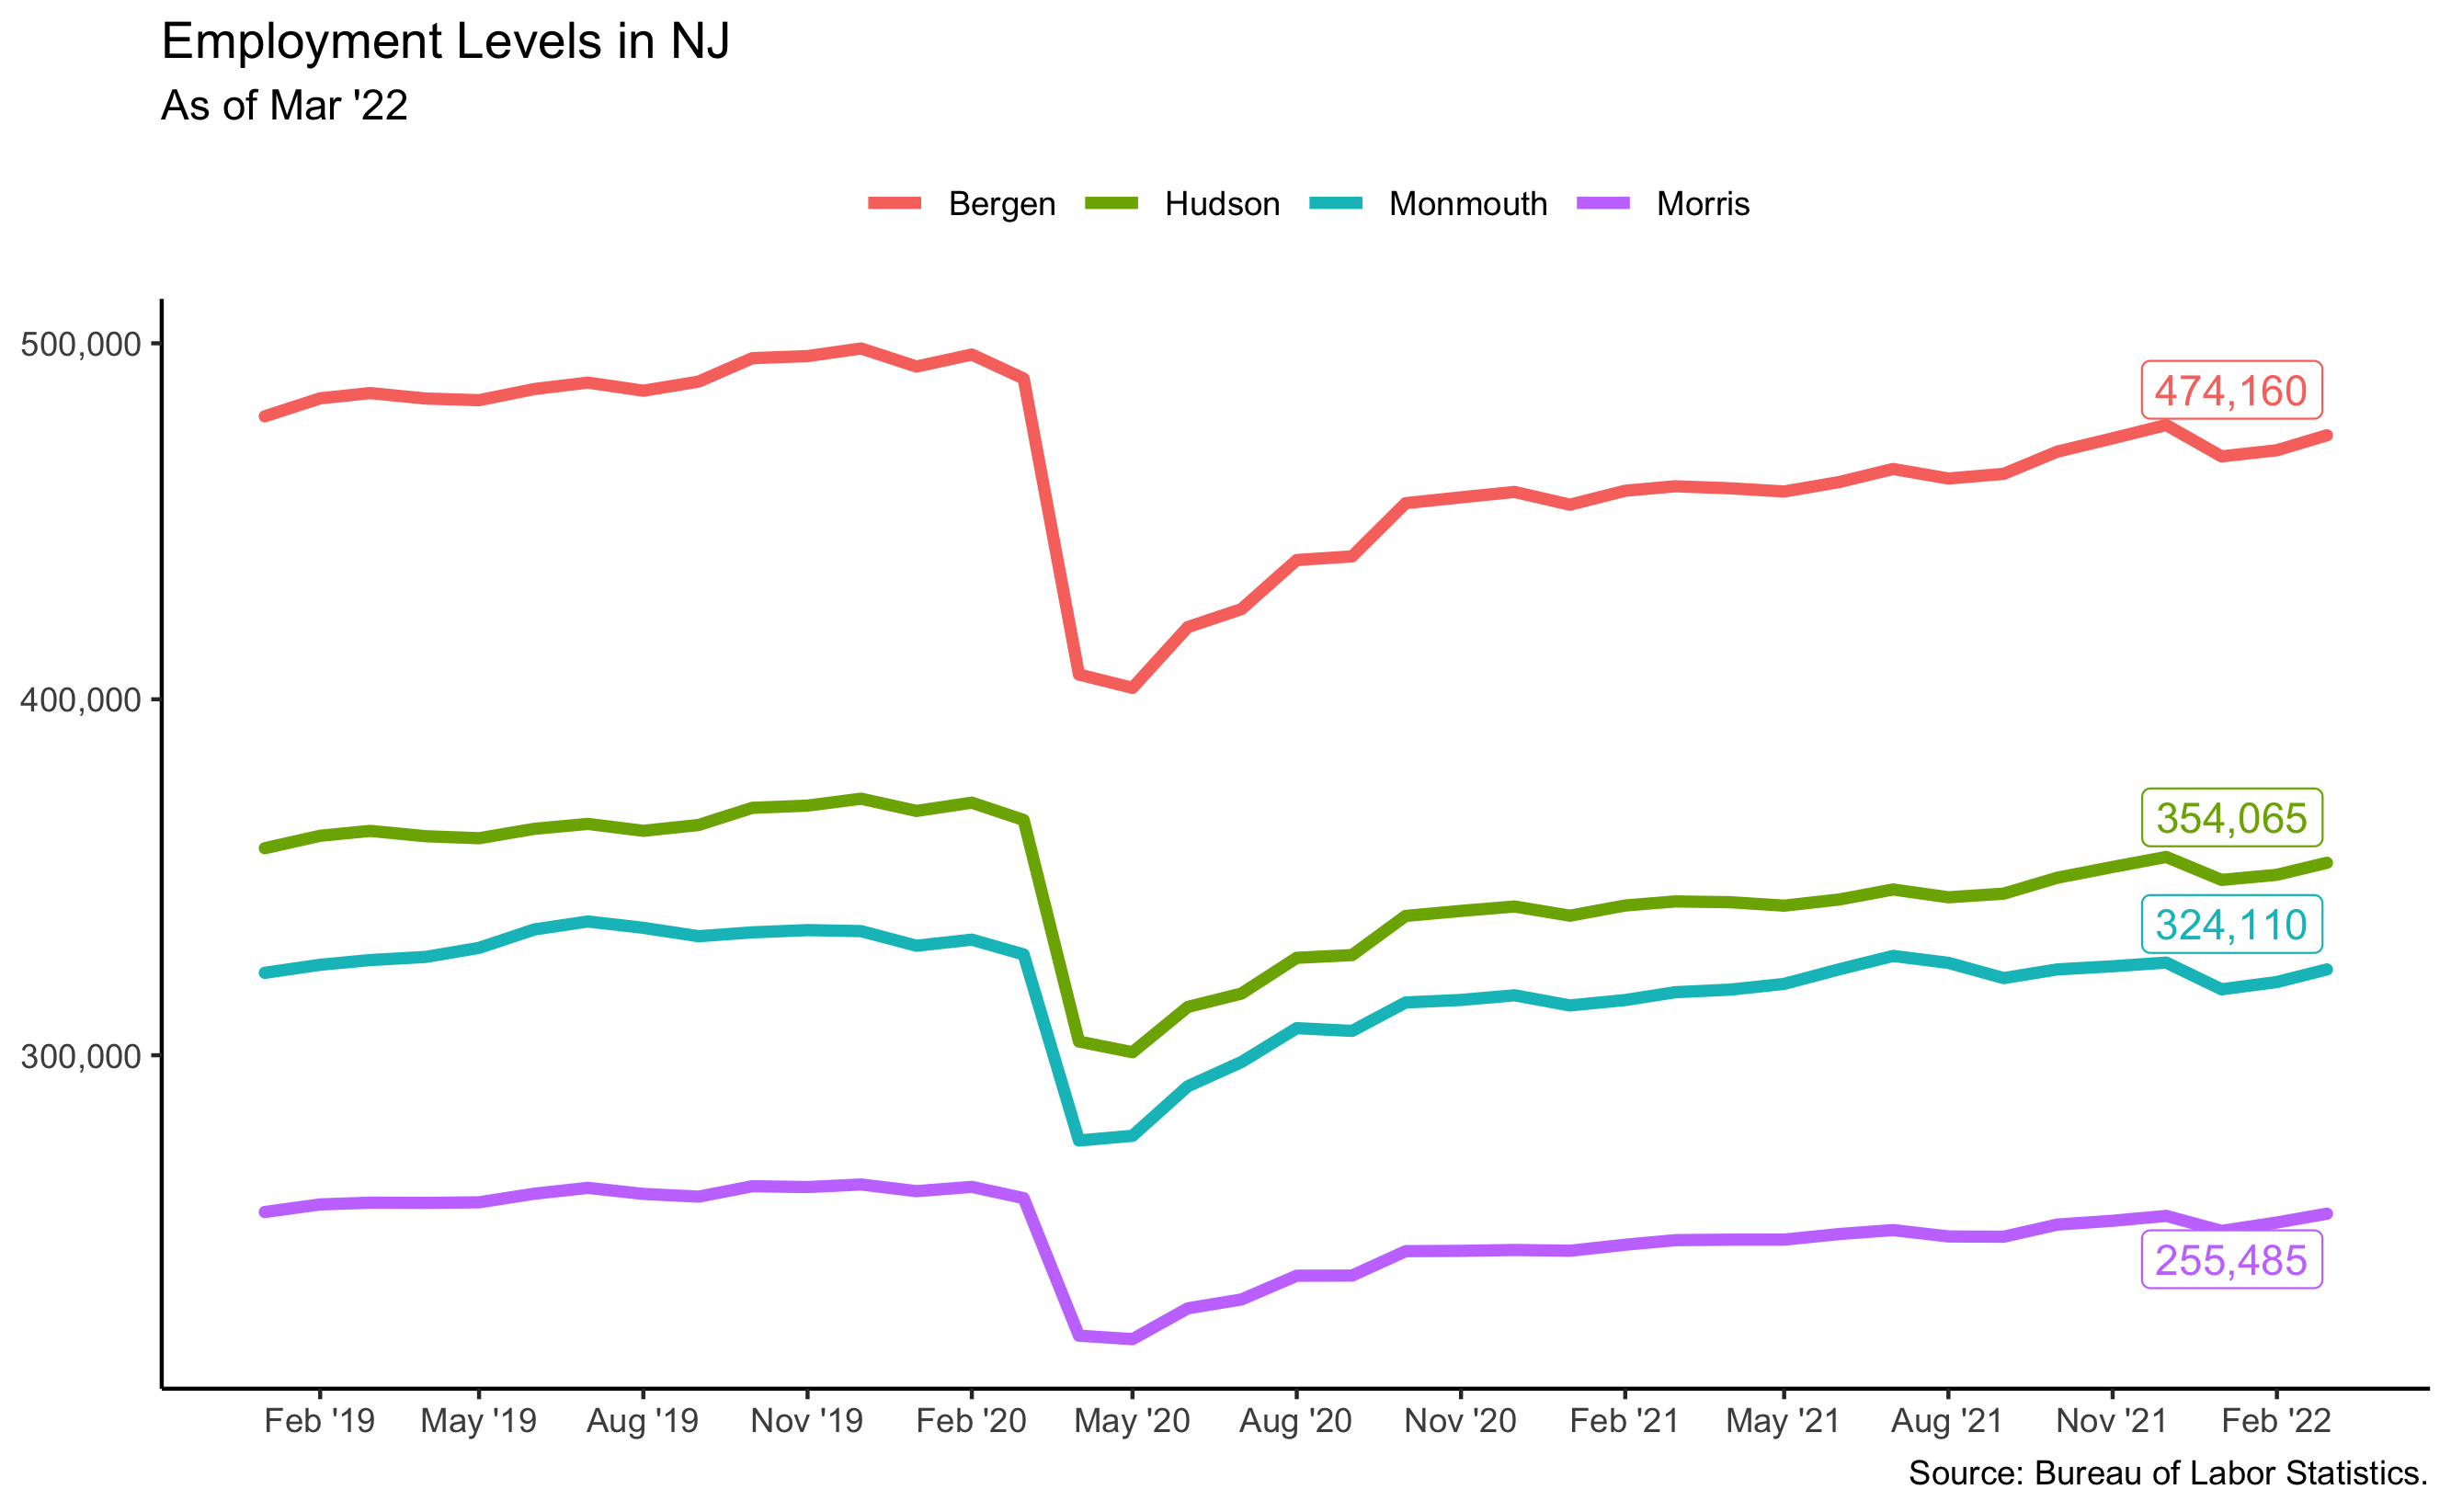 Employment Levels in NJ
As of Mar '22
Bergen Hudson Monmouth Morris
500,000
400,000
300,000
474,160
354,065
324,110
255,485
Feb '19 May '19 Aug '19 Nov '19 Feb '20 May '20 Aug '20 Nov '20 Feb '21 May '21 Aug '21 Nov '21 Feb '22
Source: Bureau of Labor Statistics.